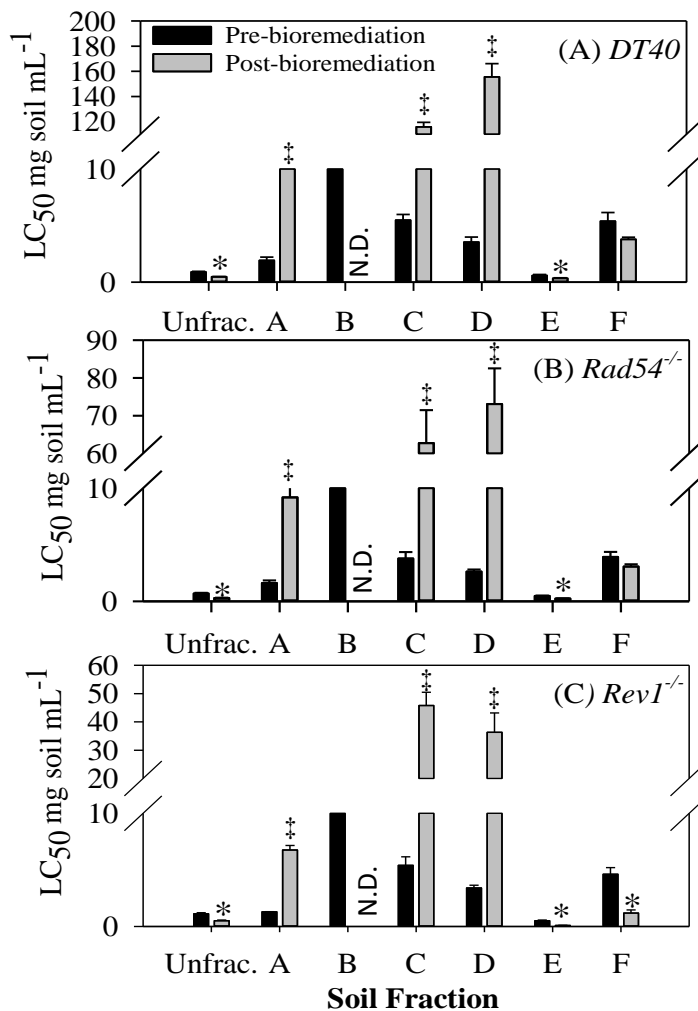 200
180
160
140
120
10
0
LC50 mg soil mL-1
Pre-bioremediation
Post-bioremediation
(A) DT40
* ‡ N.D. ‡ ‡ *
Unfrac. A B C D E F
90
80
70
60
10
0
LC50 mg soil mL-1
(B) Rad54-/-
* ‡ N.D. ‡ ‡ *
Unfrac. A B C D E F
60
50
40
30
20
10
0
LC50 mg soil mL-1
(C) Rev1-/-
* ‡ N.D. ‡ ‡ * *
Unfrac. A B C D E F
Soil Fraction